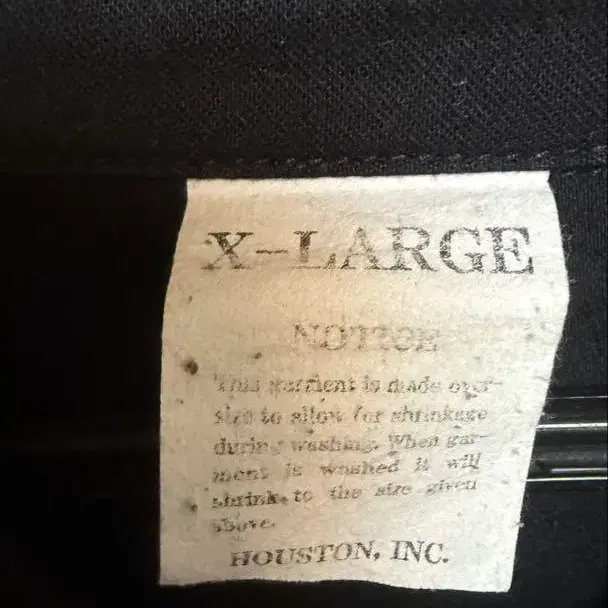 X-LARGE
NOTICE
This garment is made over-
size to allow for shrinkage
during washing. When gar-
ment is washed it will
shrink to the size given
above.
HOUSTON, INC.